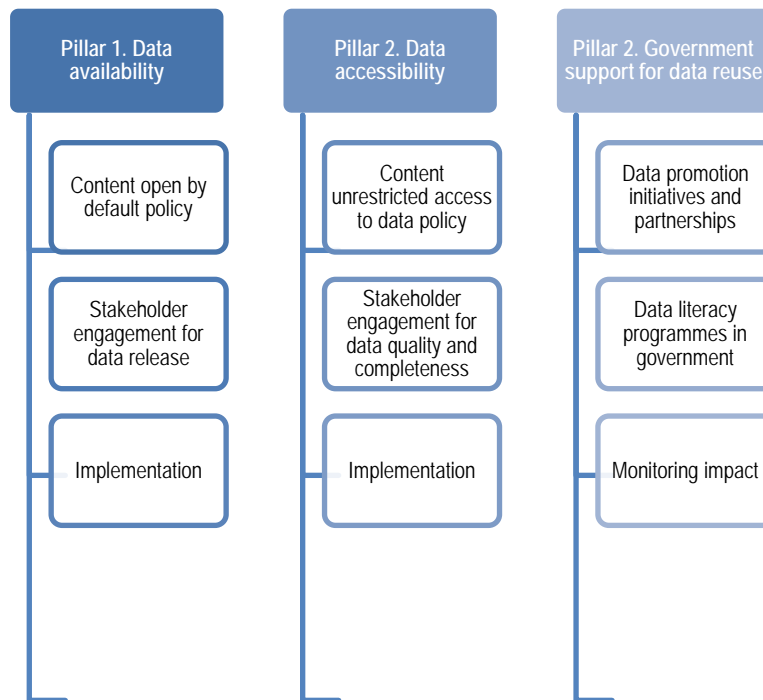 Pillar 1. Data
availability
Content open by
default policy
Stakeholder
engagement for
data release
Implementation
Pillar 2. Data
accessibility
Content
unrestricted access
to data policy
Stakeholder
engagement for
data quality and
completeness
Implementation
Pillar 2. Government
support for data reuse
Data promotion
initiatives and
partnerships
Data literacy
programmes in
government
Monitoring impact